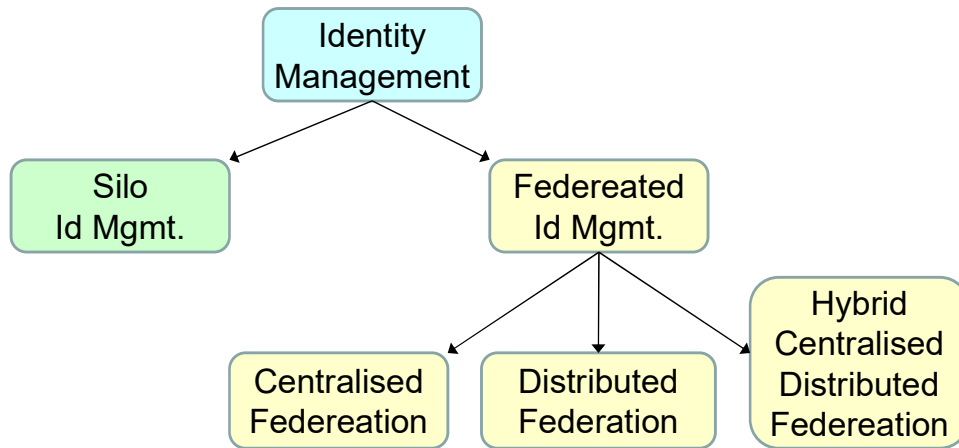 Identity
Management
Silo
Id Mgmt.
Federeated
Id Mgmt.
Centralised
Federeation
Distributed
Federation
Hybrid
Centralised
Distributed
Federeation